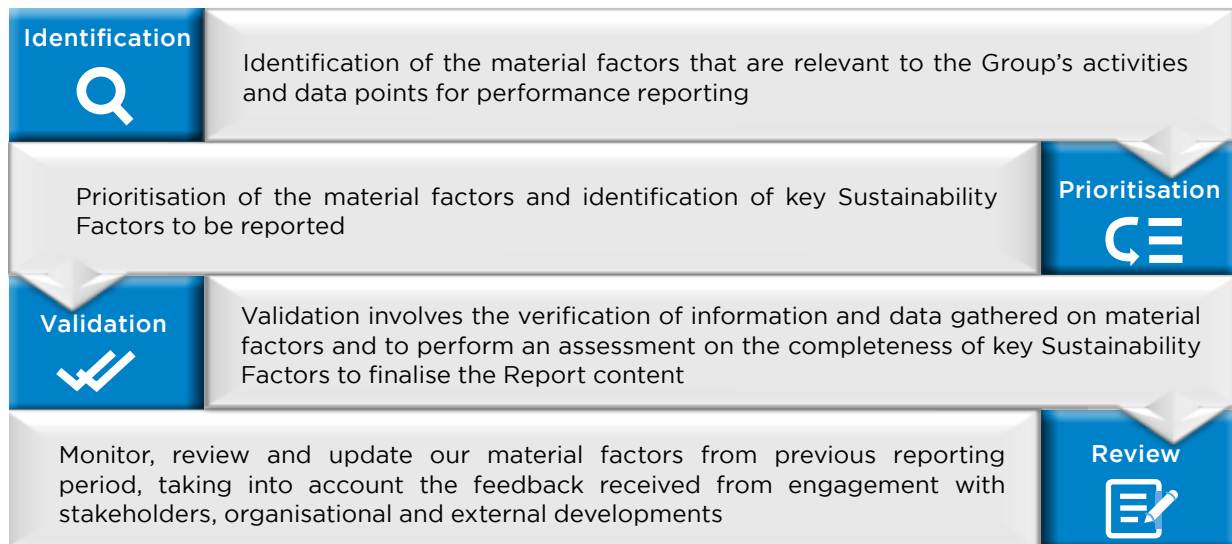 Identification
Identification of the material factors that are relevant to the Group's activities
and data points for performance reporting
Prioritisation of the material factors and identification of key Sustainability
Factors to be reported
Prioritisation
Validation
Validation involves the verification of information and data gathered on material
factors and to perform an assessment on the completeness of key Sustainability
Factors to finalise the Report content
Monitor, review and update our material factors from previous reporting
period, taking into account the feedback received from engagement with
stakeholders, organisational and external developments
Review